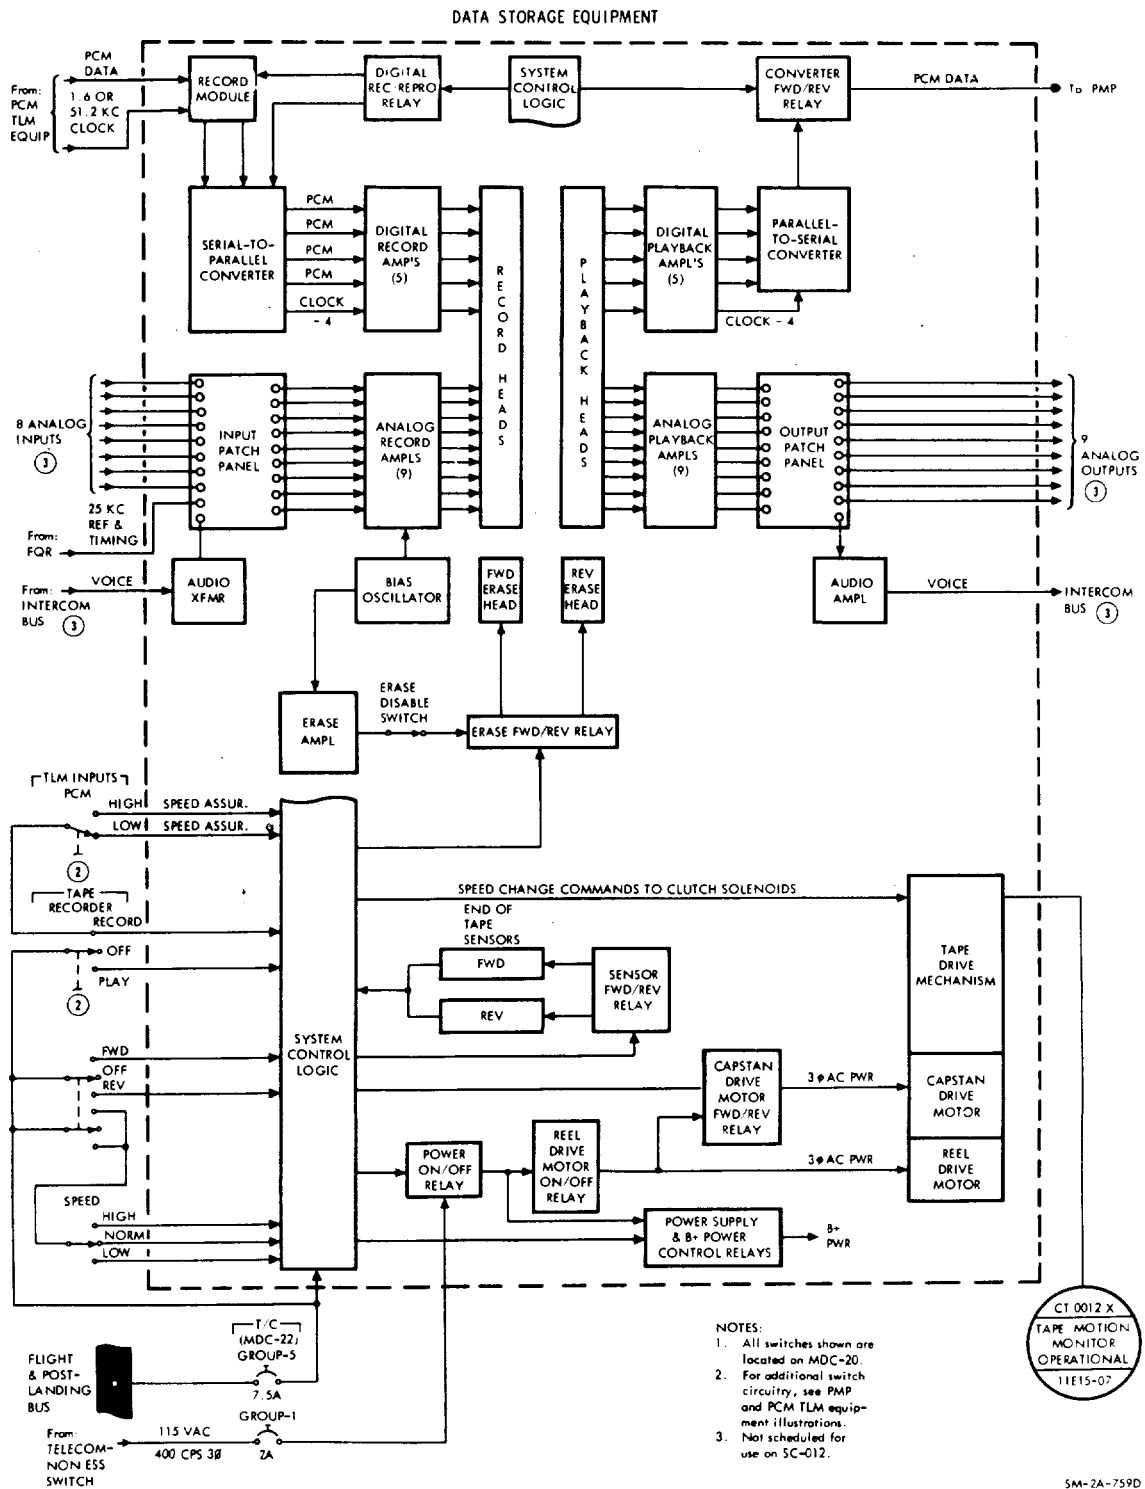 DATA STORAGE EQUIPMENT
From:
PCM
TLM
EQUIP
PCM
DATA
1.6 OR
51.2 KC
CLOCK
RECORD
MODULE
DIGITAL
REC-REPRO
RELAY
SYSTEM
CONTROL
LOGIC
CONVERTER
FWD/REV
RELAY
PCM DATA
To PMP
SERIAL-TO-
PARALLEL
CONVERTER
PCM
PCM
PCM
PCM
CLOCK
- 4
DIGITAL
RECORD
AMP'S
(5)
RECORD HEADS
PLAYBACK HEADS
DIGITAL
PLAYBACK
AMPL'S
(5)
CLOCK - 4
PARALLEL-
TO-SERIAL
CONVERTER
8 ANALOG
INPUTS
3
INPUT
PATCH
PANEL
ANALOG
RECORD
AMPLS
(9)
ANALOG
PLAYBACK
AMPLS
(9)
OUTPUT
PATCH
PANEL
9
ANALOG
OUTPUTS
3
25 KC
REF &
TIMING
From:
FQR
From:
INTERCOM
BUS 3
VOICE
AUDIO
XFMR
BIAS
OSCILLATOR
FWD
ERASE
HEAD
REV
ERASE
HEAD
AUDIO
AMPL
VOICE
INTERCOM
BUS 3
ERASE
AMPL
ERASE
DISABLE
SWITCH
ERASE FWD/REV RELAY
TLM INPUTS
PCM
HIGH SPEED ASSUR.
LOW SPEED ASSUR.
2
TAPE
RECORDER
RECORD
OFF
PLAY
2
FWD
OFF
REV
SPEED
HIGH
NORM
LOW
SYSTEM
CONTROL
LOGIC
SPEED CHANGE COMMANDS TO CLUTCH SOLENOIDS
END OF
TAPE
SENSORS
FWD
REV
SENSOR
FWD/REV
RELAY
TAPE
DRIVE
MECHANISM
CAPSTAN
DRIVE
MOTOR
FWD/REV
RELAY
3φ AC PWR
CAPSTAN
DRIVE
MOTOR
POWER
ON/OFF
RELAY
REEL
DRIVE
MOTOR
ON/OFF
RELAY
3φ AC PWR
REEL
DRIVE
MOTOR
POWER SUPPLY
& B+ POWER
CONTROL RELAYS
B+
PWR
FLIGHT
& POST-
LANDING
BUS
T/C
(MDC-22)
GROUP-5
7.5A
GROUP-1
2A
From:
TELECOM-
NON ESS
SWITCH
115 VAC
400 CPS 3Ø
NOTES:
1. All switches shown are
located on MDC-20.
2. For additional switch
circuitry, see PMP
and PCM TLM equip-
ment illustrations.
3. Not scheduled for
use on SC-012.
CT 0012 X
TAPE MOTION
MONITOR
OPERATIONAL
11E15-07
SM-2A-759D